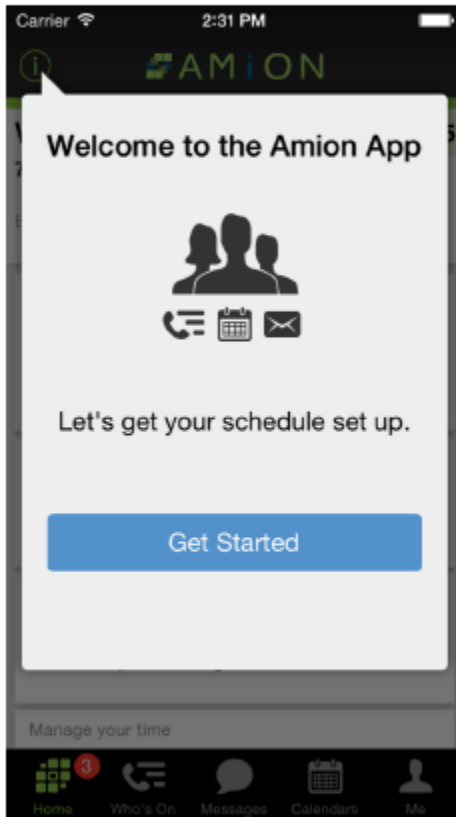 Carrier 2:31 PM
AMiON
Welcome to the Amion App
Let's get your schedule set up.
Get Started
Manage your time
3
Home Who's On Messages Calendars Me